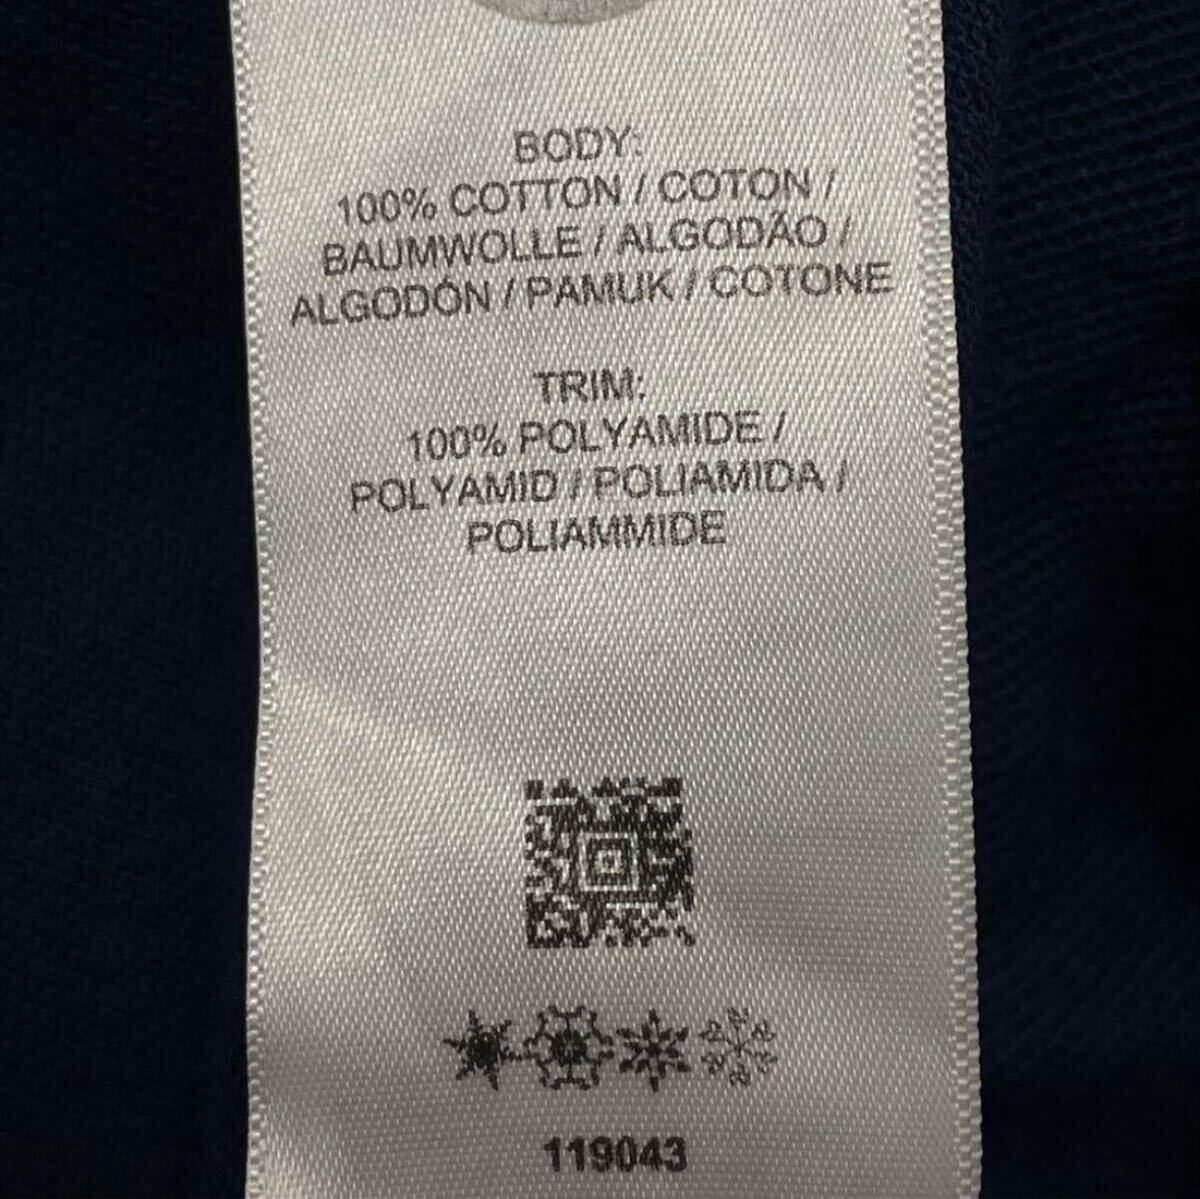 BODY:
100% COTTON / COTON /
BAUMWOLLE / ALGODÃO /
ALGODÓN / PAMUK / COTONE
TRIM:
100% POLYAMIDE /
POLYAMID / POLIAMIDA /
POLIAMMIDE
119043